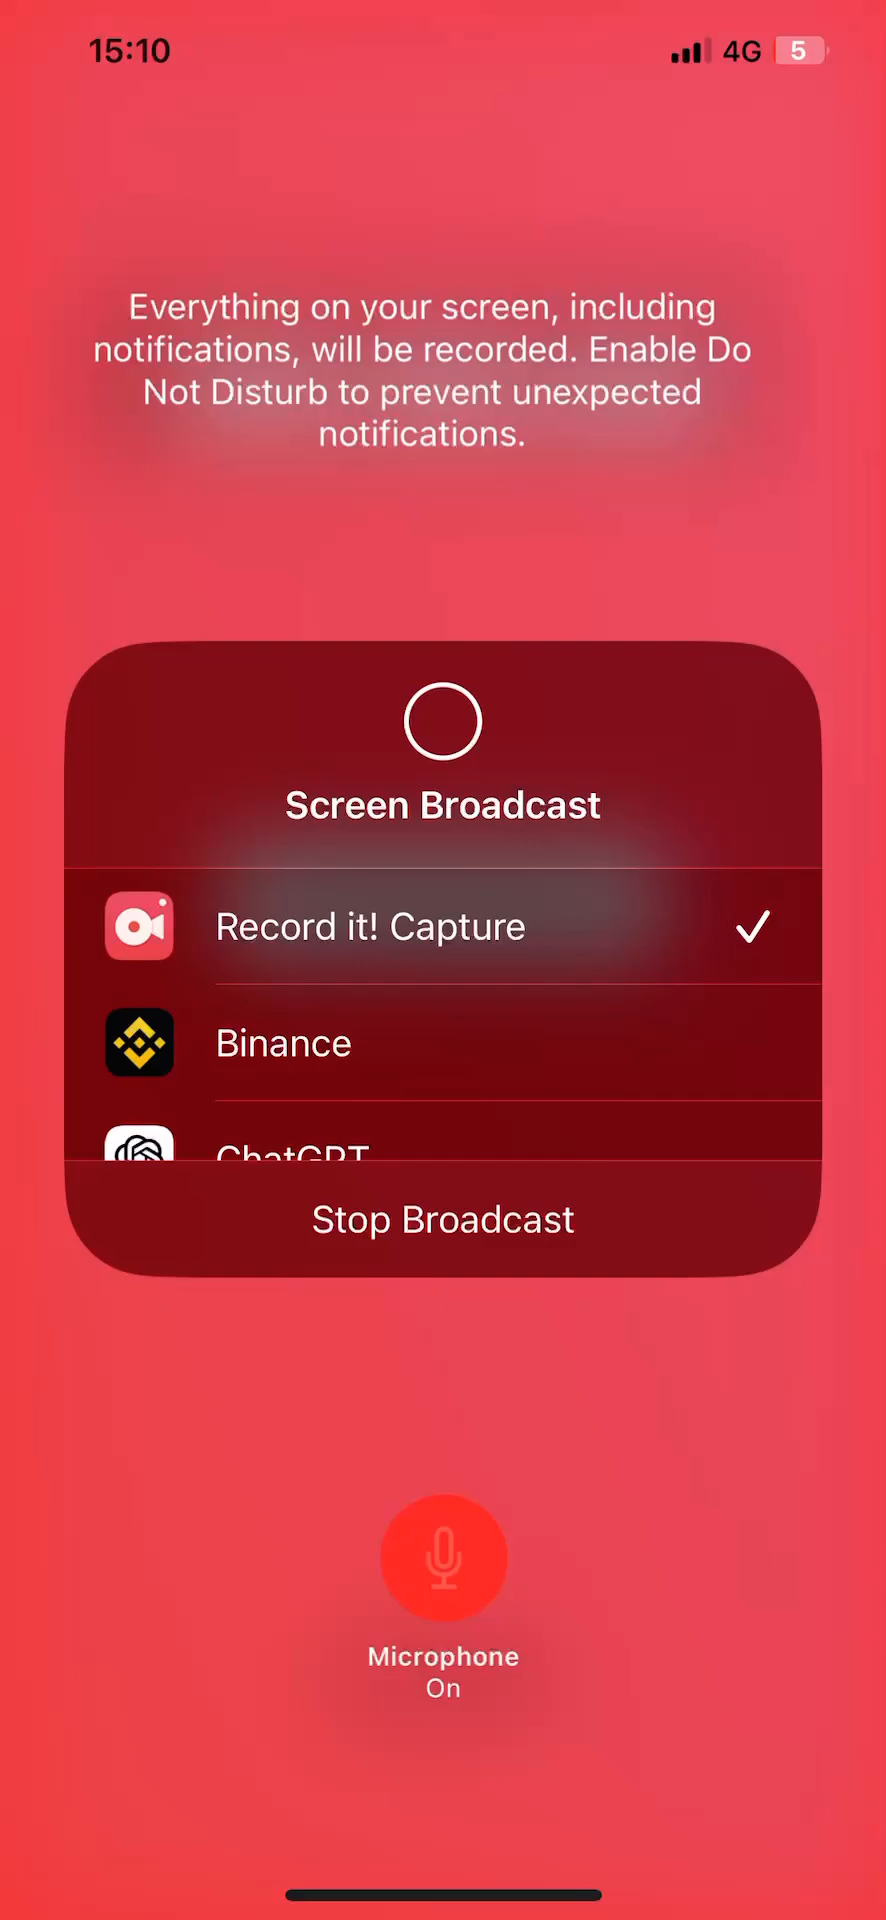 15:10
4G
5
Everything on your screen, including
notifications, will be recorded. Enable Do
Not Disturb to prevent unexpected
notifications.
Screen Broadcast
Record it! Capture
Binance
ChatGPT
Stop Broadcast
Microphone
On